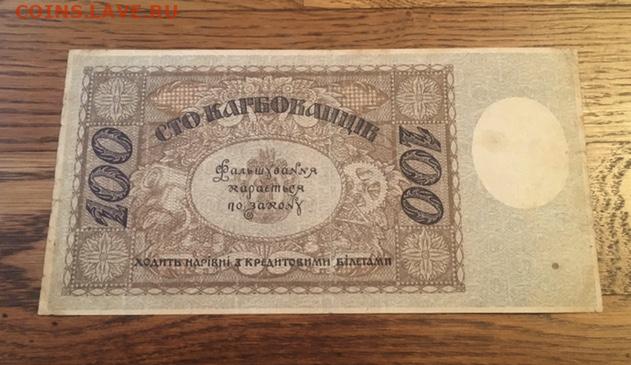 COINS.LAVE.RU
СТО КАРБОВАНЦІВ
100
100
Фальшування
карається
по закону
ХОДИТЬ НАРІВНІ З КРЕДИТОВИМИ БІЛЕТАМИ